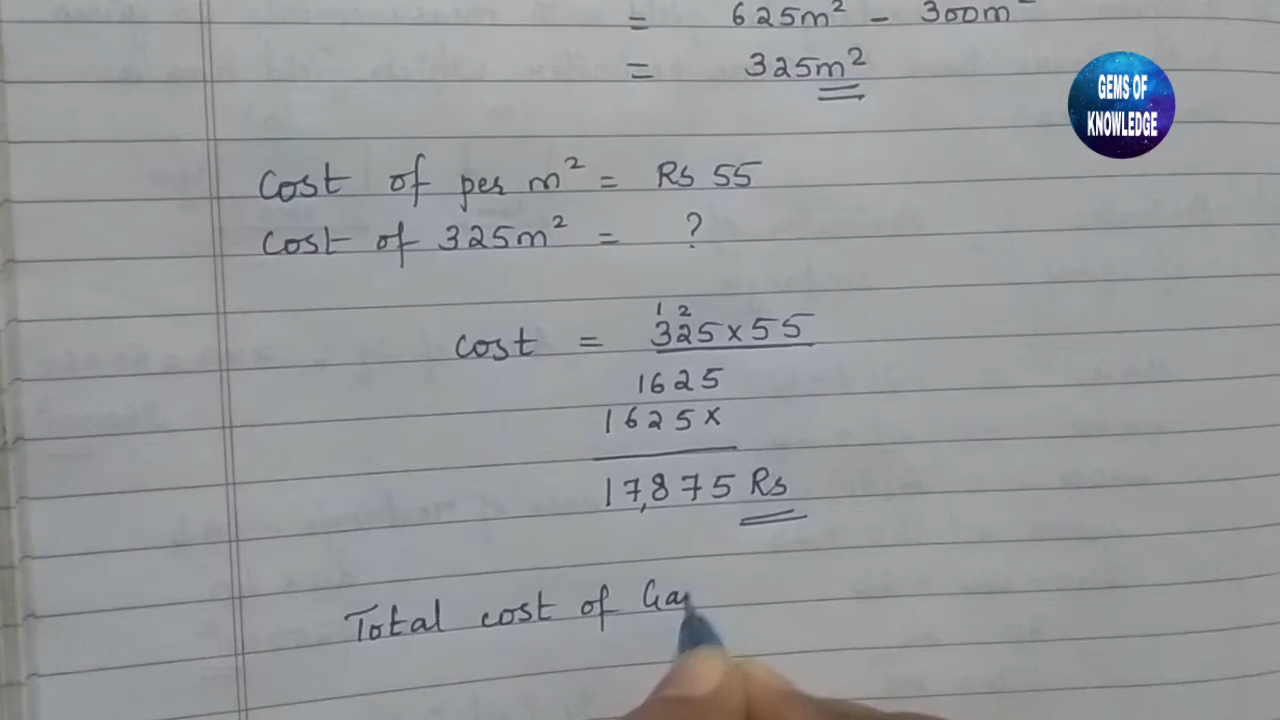 = 625m² - 300m²
= 325m²
GEMS OF
KNOWLEDGE
Cost of per m² = Rs 55
Cost of 325m² = ?
1 2
cost = 325×55
1625
1625×
17,875 Rs
Total cost of